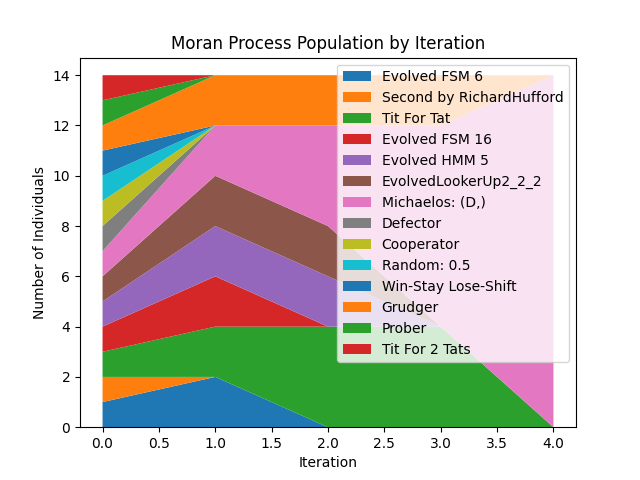 Moran Process Population by Iteration
Number of Individuals
14
12
10
8
6
4
2
0
Evolved FSM 6
Second by RichardHufford
Tit For Tat
Evolved FSM 16
Evolved HMM 5
EvolvedLookerUp2_2_2
Michaelos: (D,)
Defector
Cooperator
Random: 0.5
Win-Stay Lose-Shift
Grudger
Prober
Tit For 2 Tats
0.0 0.5 1.0 1.5 2.0 2.5 3.0 3.5 4.0
Iteration